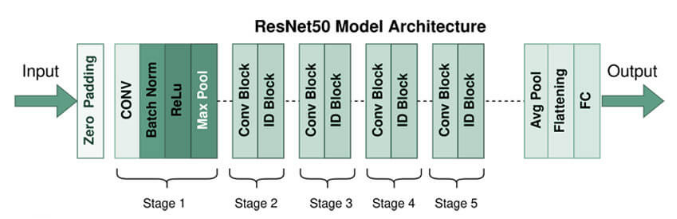 ResNet50 Model Architecture
Input
Zero Padding
CONV
Batch Norm
ReLu
Max Pool
Conv Block
ID Block
Conv Block
ID Block
Conv Block
ID Block
Conv Block
ID Block
Avg Pool
Flattening
FC
Output
Stage 1
Stage 2
Stage 3
Stage 4
Stage 5